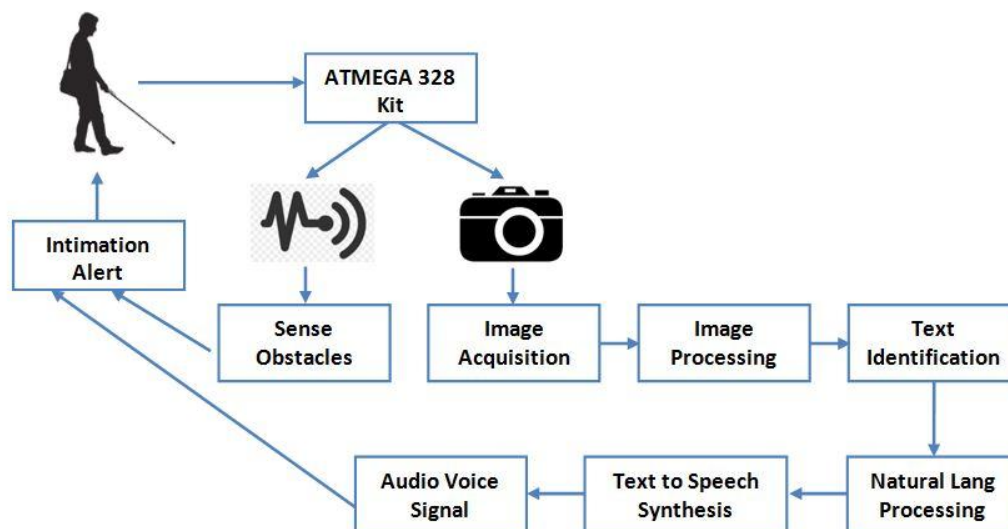 ATMEGA 328
Kit
Intimation
Alert
Sense
Obstacles
Image
Acquisition
Image
Processing
Text
Identification
Audio Voice
Signal
Text to Speech
Synthesis
Natural Lang
Processing